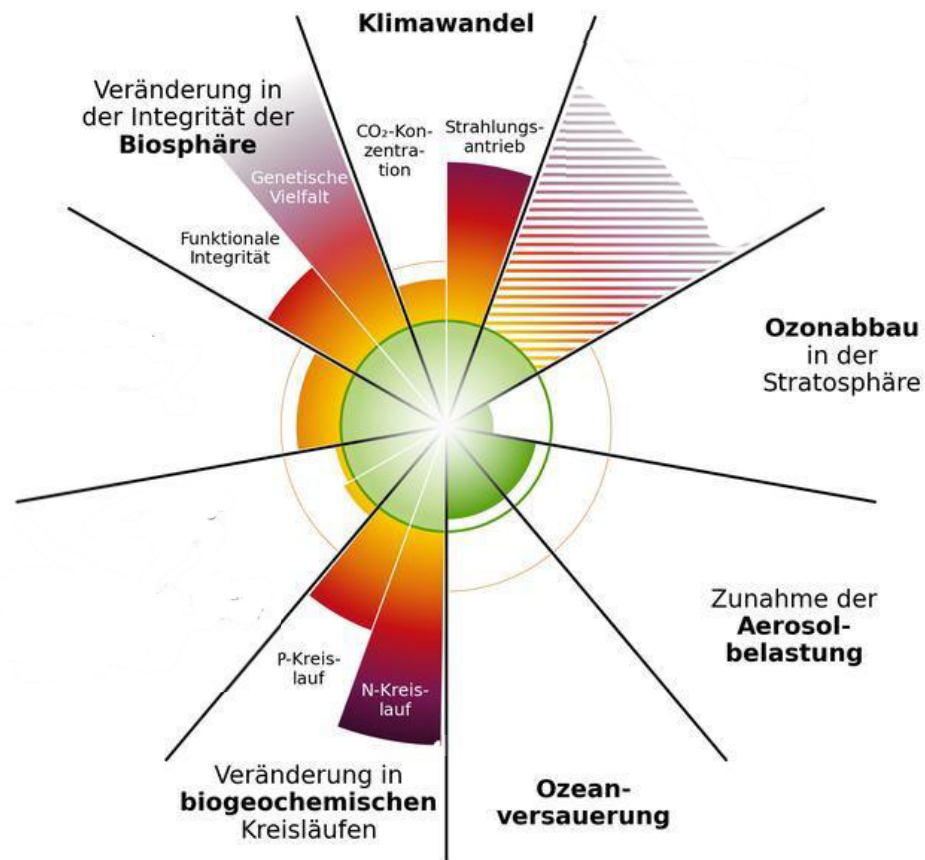 Klimawandel
Veränderung in
der Integrität der
Biosphäre
CO₂-Kon-
zentra-
tion
Strahlungs-
antrieb
Genetische
Vielfalt
Funktionale
Integrität
Ozonabbau
in der
Stratosphäre
Zunahme der
Aerosol-
belastung
P-Kreis-
lauf
N-Kreis-
lauf
Veränderung in
biogeochemischen
Kreisläufen
Ozean-
versauerung